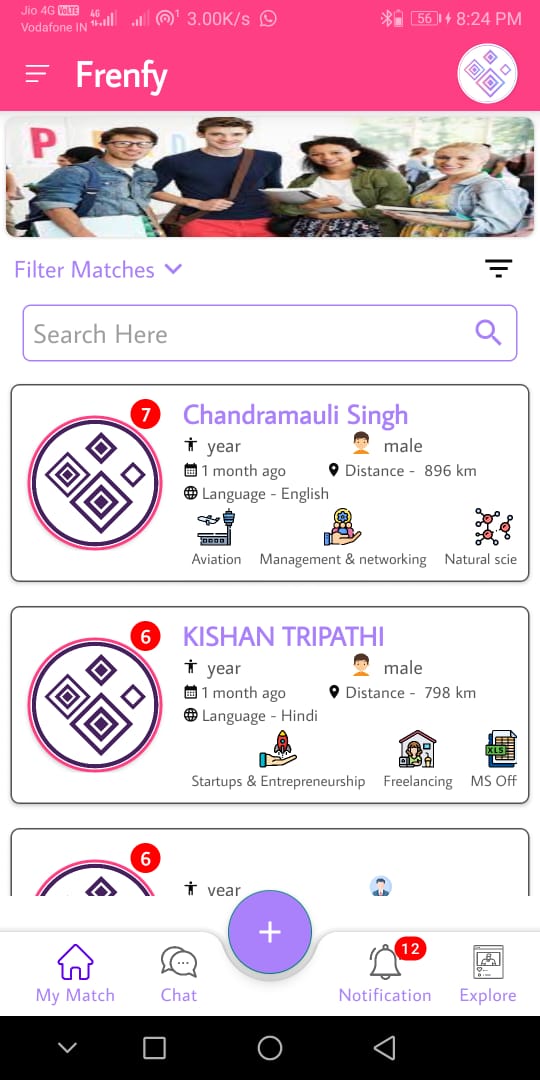 Jio 4G VoLTE 4G 1 3.00K/s 56 8:24 PM
Vodafone IN
Frenfy
P
Filter Matches
Search Here
7
Chandramauli Singh
year male
1 month ago Distance - 896 km
Language - English
Aviation Management & networking Natural scie
6
KISHAN TRIPATHI
year male
1 month ago Distance - 798 km
Language - Hindi
XLS
Startups & Entrepreneurship Freelancing MS Off
6
year
+
12
My Match Chat Notification Explore